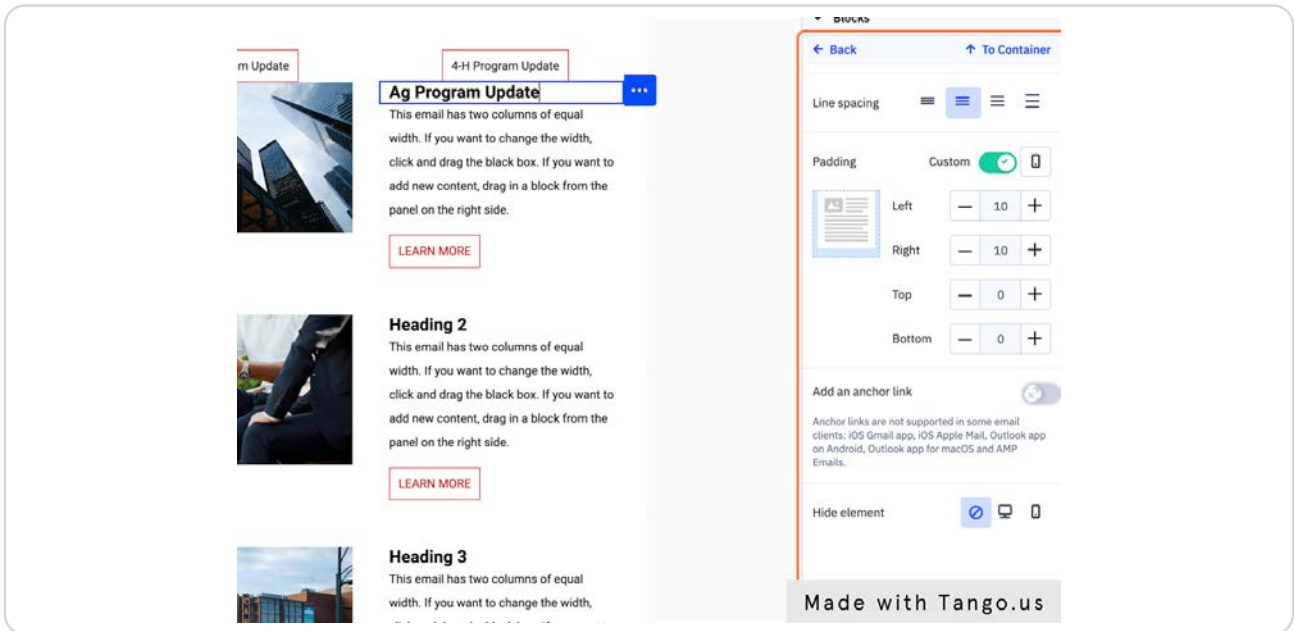 m Update
4-H Program Update
Ag Program Update
This email has two columns of equal
width. If you want to change the width,
click and drag the black box. If you want to
add new content, drag in a block from the
panel on the right side.
LEARN MORE
Heading 2
This email has two columns of equal
width. If you want to change the width,
click and drag the black box. If you want to
add new content, drag in a block from the
panel on the right side.
LEARN MORE
Heading 3
This email has two columns of equal
width. If you want to change the width,
Blocks
Back
To Container
Line spacing
Padding
Custom
Left
10
Right
10
Top
0
Bottom
0
Add an anchor link
Anchor links are not supported in some email
clients: iOS Gmail app, iOS Apple Mail, Outlook app
on Android, Outlook app for macOS and AMP
Emails.
Hide element
Made with Tango.us